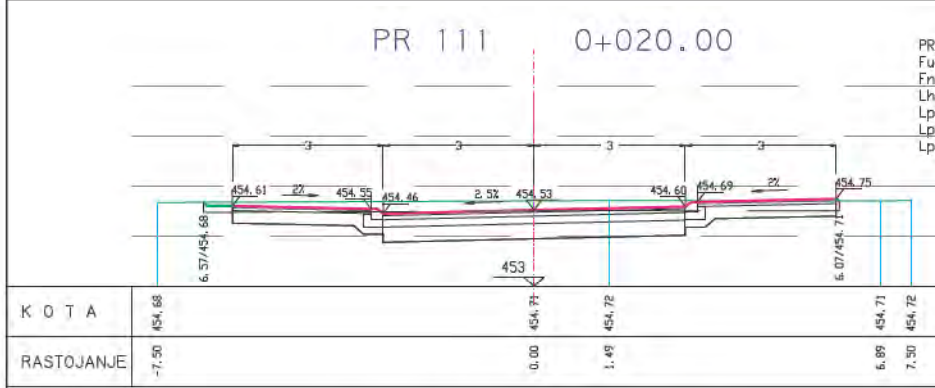 PR 111 0+020.00
PR
Fu
Fn
Lh
Lp
Lp
Lp
3 3 3 3
454.61 2% 454.55 454.46 2.5% 454.53 454.60 454.69 2% 454.75
6.57/454.68 6.07/454.71
453
KOTA 454.68 454.71 454.72 454.71 454.72
RASTOJANJE -7.50 0.00 1.49 6.89 7.50